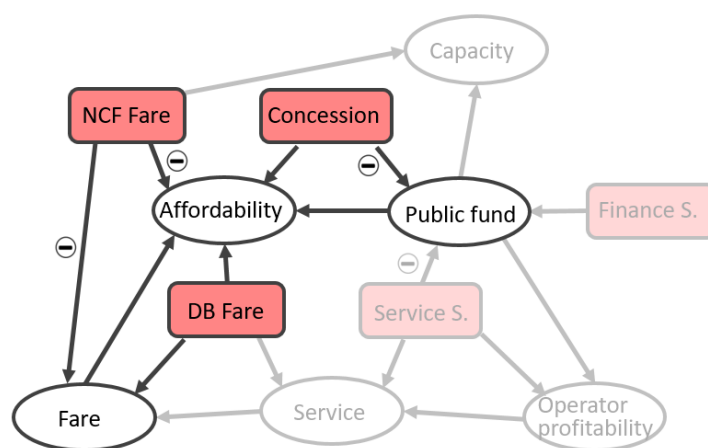 Capacity
NCF Fare
Concession
Affordability
Public fund
Finance S.
DB Fare
Service S.
Fare
Service
Operator
profitability